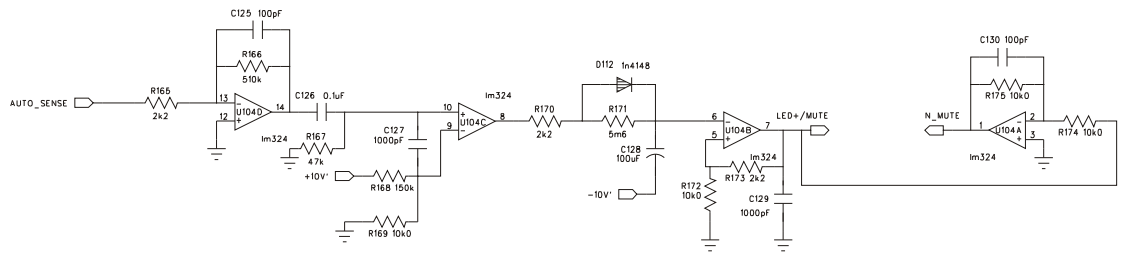 C125 100pF
R166
510k
AUTO_SENSE
R165
2k2
13
12
14
U104D
lm324
C126 0.1uF
R167
47k
C127
1000pF
+10V'
R168 150k
R169 10k0
10
9
8
U104C
lm324
R170
2k2
D112 1n4148
R171
5m6
C128
100uF
-10V'
6
5
7
U104B
lm324
LED+/MUTE
R173 2k2
R172
10k0
C129
1000pF
C130 100pF
R175 10k0
N_MUTE
1
2
3
U104A
lm324
R174 10k0